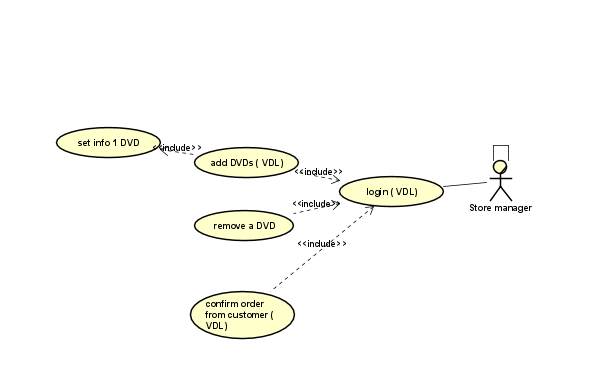 set info 1 DVD
<<include>>
add DVDs ( VDL)
<<include>>
login ( VDL)
<<include>>
remove a DVD
<<include>>
confirm order
from customer (
VDL)
Store manager